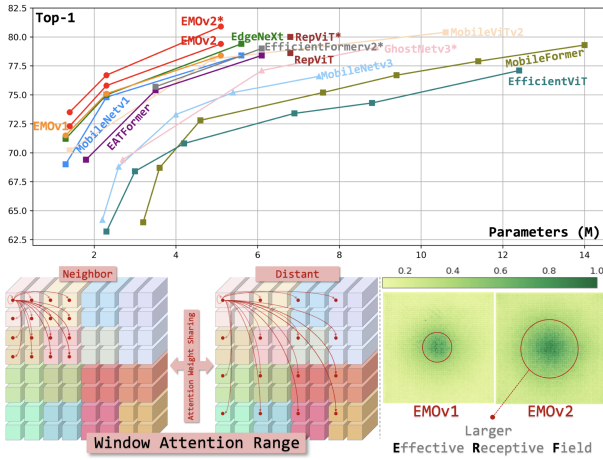 Top-1
82.5
80.0
77.5
75.0
72.5
70.0
67.5
65.0
62.5
EMOv2*
EMOv2
EdgeNeXt
RepViT*
EfficientFormerv2*
RepViT
GhostNetv3*
MobileViTv2
MobileFormer
MobileNetv3
EfficientViT
EMOv1
MobileNetv1
EATFormer
Parameters (M)
2
4
6
8
10
12
14
Neighbor
Distant
Attention Weight Sharing
Window Attention Range
0.2
0.4
0.6
0.8
1.0
EMOv1
EMOv2
Larger
Effective Receptive Field